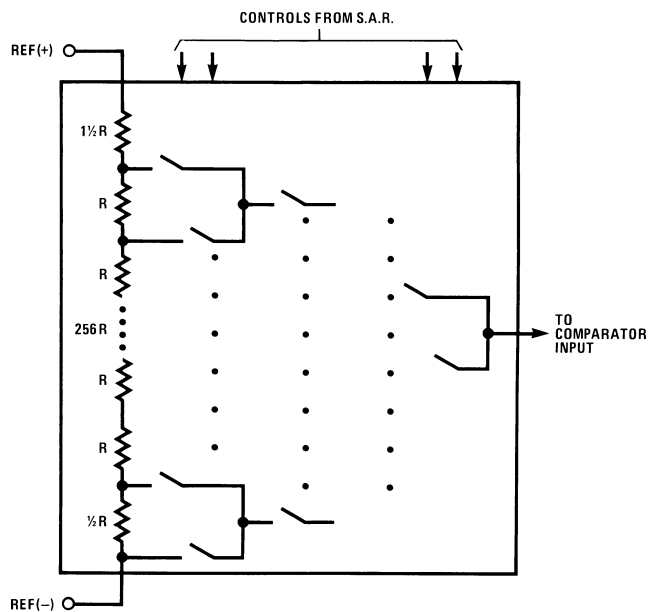 CONTROLS FROM S.A.R.
REF(+)
1½R
R
R
256R
R
R
½R
REF(−)
TO
COMPARATOR
INPUT